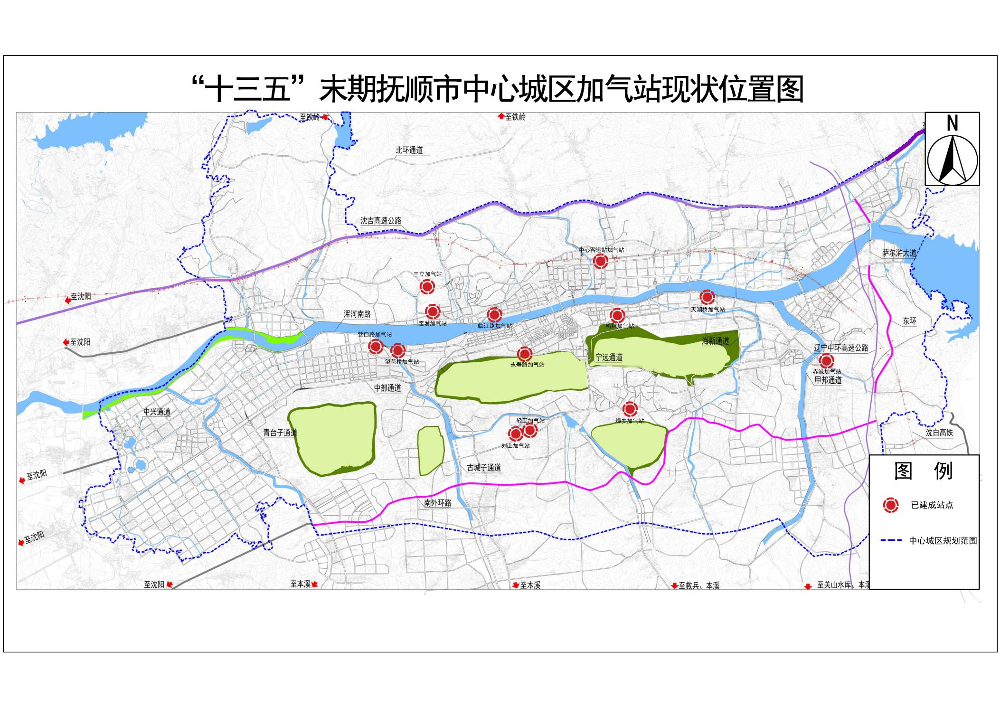 “十三五”末期抚顺市中心城区加气站现状位置图
至铁岭
至铁岭
N
北环通道
沈吉高速公路
中心客运站加气站
萨尔浒大道
三立加气站
至沈阳
天湖桥加气站
浑河南路
东环
宝发加气站
临江路加气站
榆林加气站
营口路加气站
至沈阳
海新通道
辽宁中环高速公路
宁远通道
望花桥加气站
永寿路加气站
赤诚加气站
甲邦通道
中部通道
中兴通道
轻工加气站
绿安加气站
青台子通道
沈白高铁
刘山加气站
古城子通道
至沈阳
图 例
南外环路
已建成站点
至沈阳
中心城区规划范围
至沈阳
至本溪
至本溪
至救兵、本溪
至关山水库、本溪